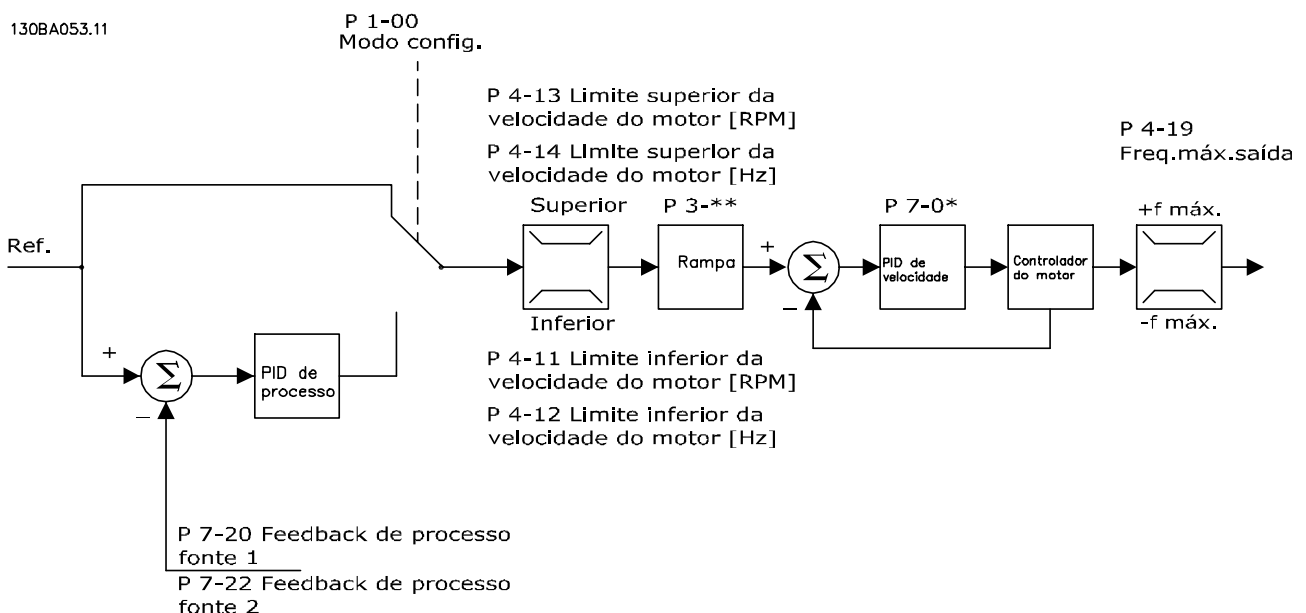 130BA053.11
P 1-00
Modo config.
P 4-13 Limite superior da
velocidade do motor [RPM]
P 4-14 Limite superior da
velocidade do motor [Hz]
P 4-19
Freq.máx.saída
Superior
P 3-**
P 7-0*
+f máx.
Ref.
Rampa
+
Σ
PID de
velocidade
Controlador
do motor
−
Inferior
-f máx.
+
Σ
PID de
processo
−
P 4-11 Limite inferior da
velocidade do motor [RPM]
P 4-12 Limite inferior da
velocidade do motor [Hz]
P 7-20 Feedback de processo
fonte 1
P 7-22 Feedback de processo
fonte 2